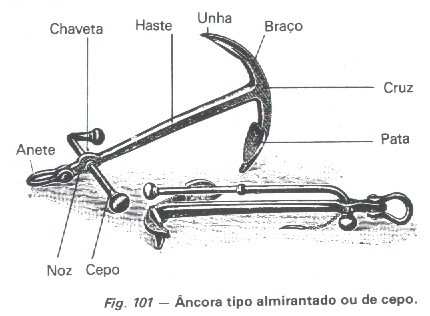 Unha
Chaveta Haste Braço
Cruz
Pata
Anete
Noz Cepo
Fig. 101 — Âncora tipo almirantado ou de cepo.